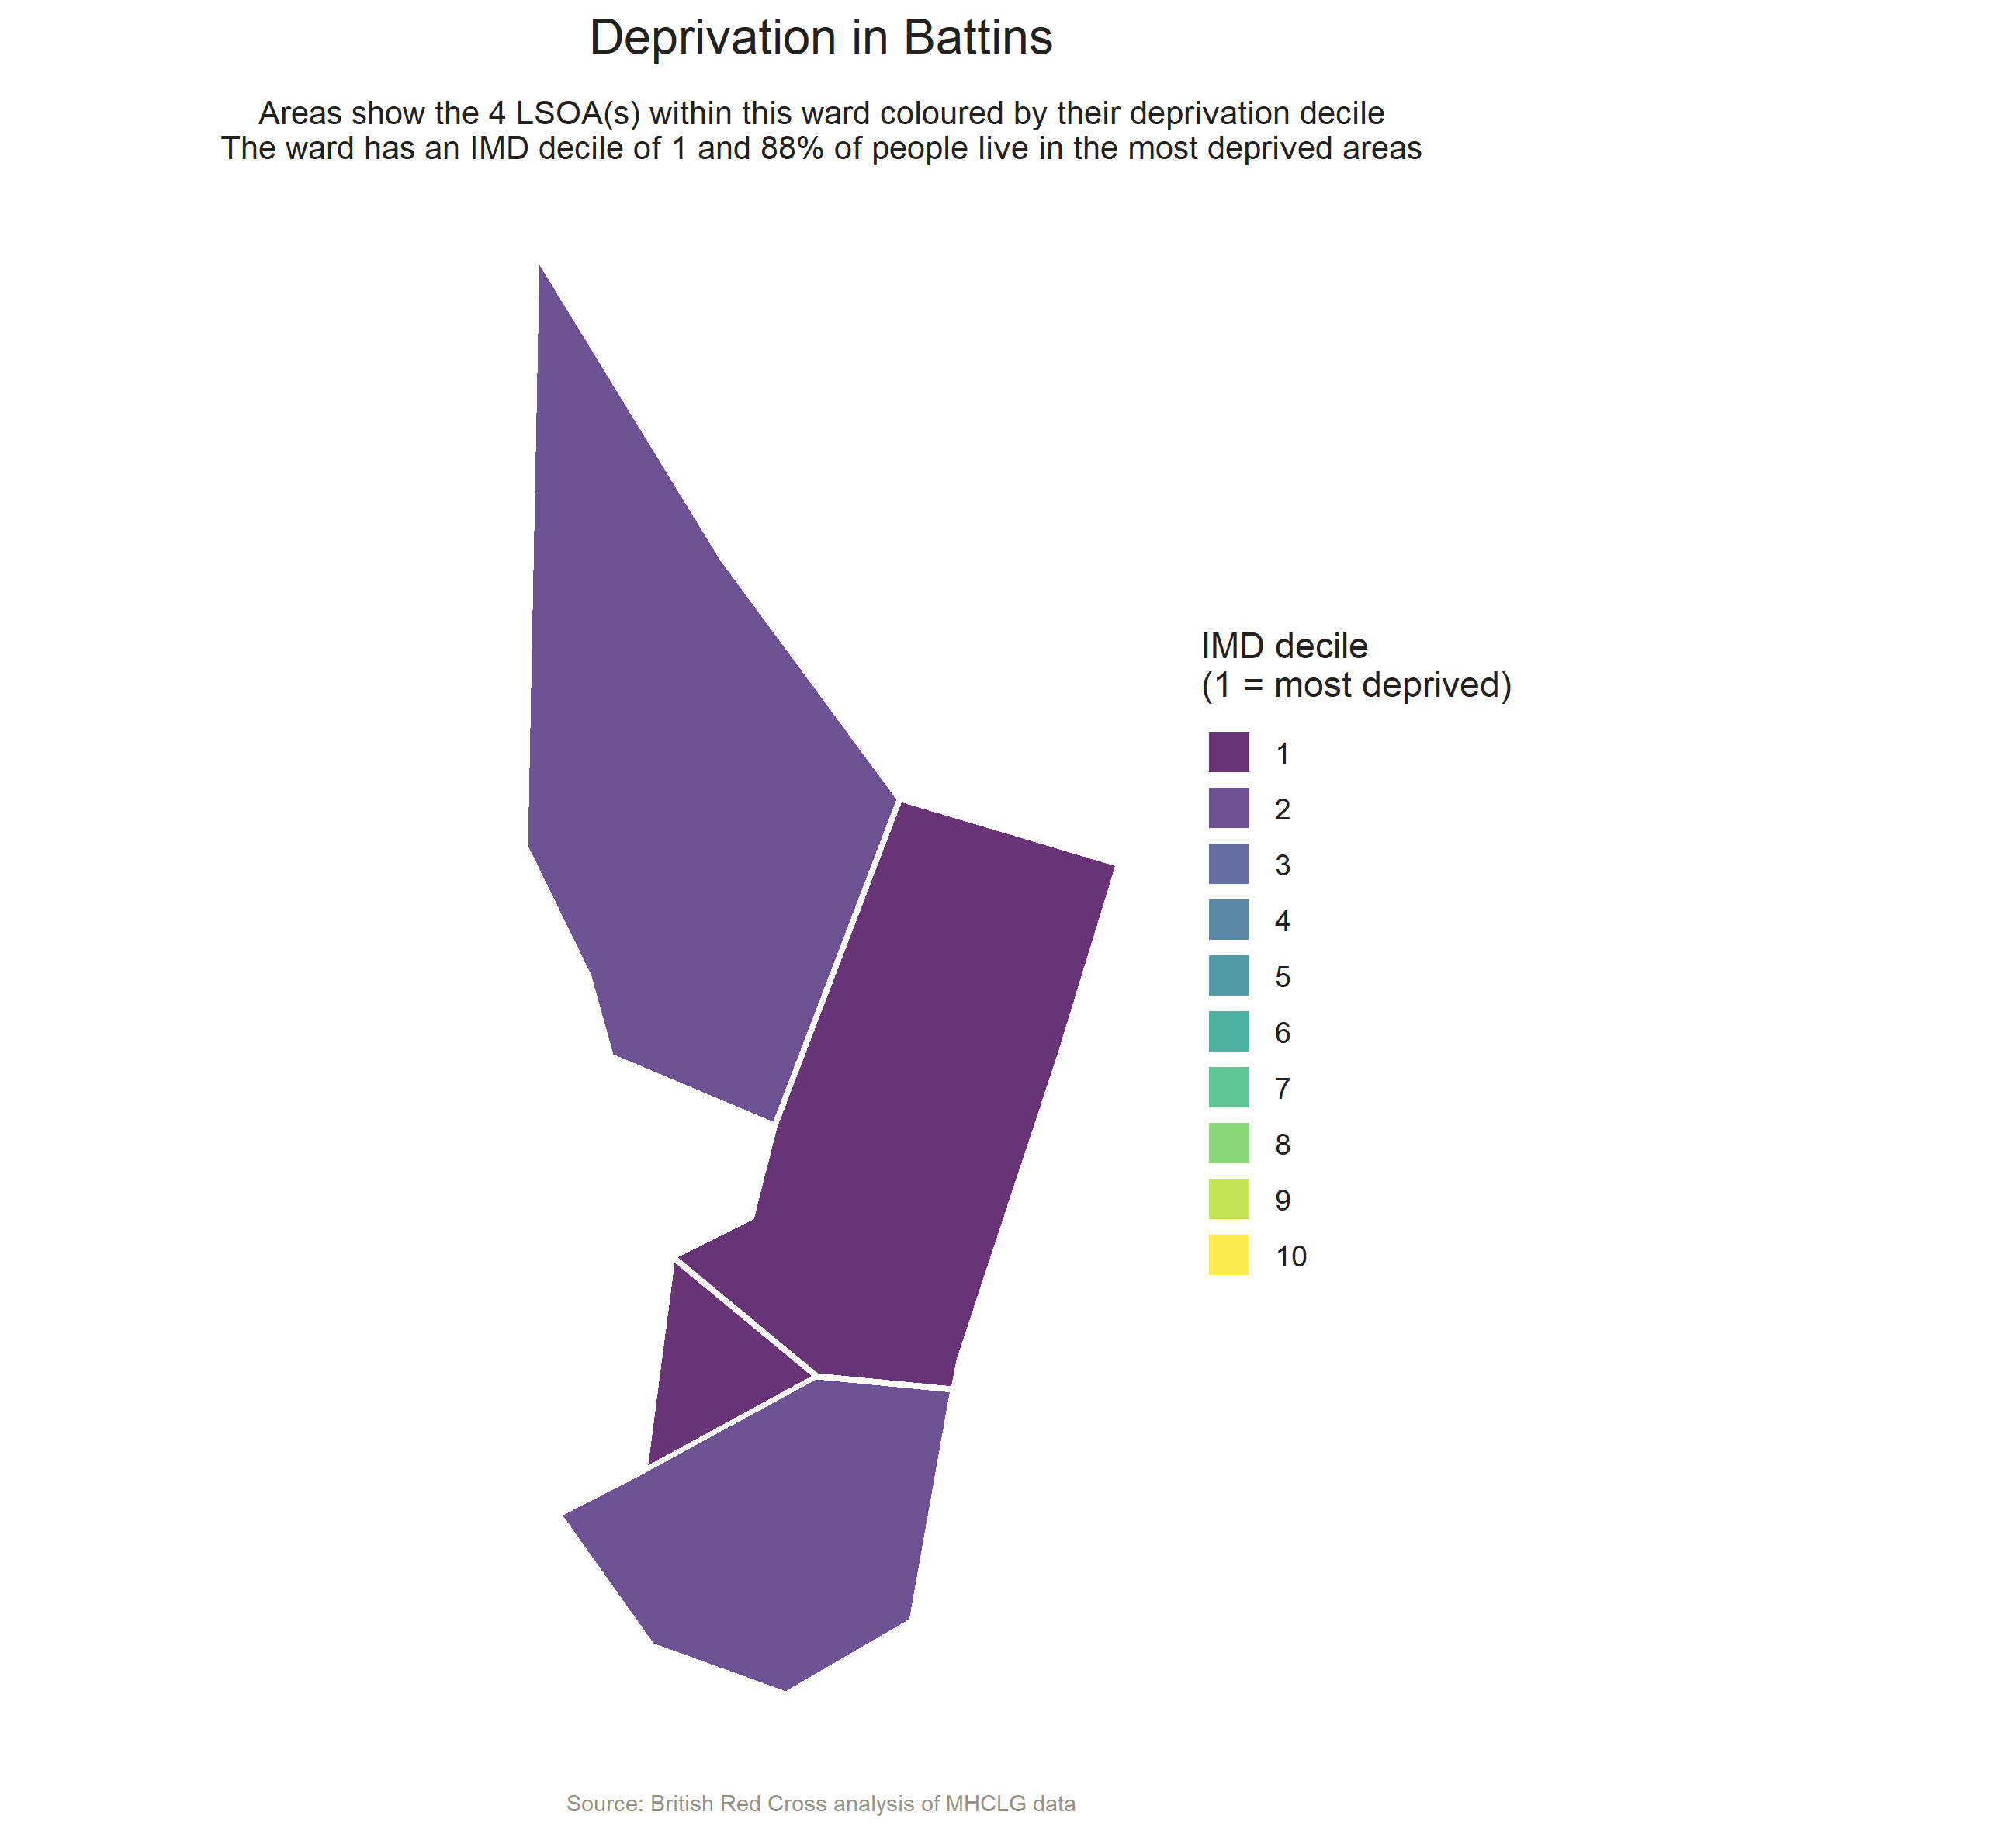 Deprivation in Battins
Areas show the 4 LSOA(s) within this ward coloured by their deprivation decile
The ward has an IMD decile of 1 and 88% of people live in the most deprived areas
IMD decile
(1 = most deprived)
1
2
3
4
5
6
7
8
9
10
Source: British Red Cross analysis of MHCLG data